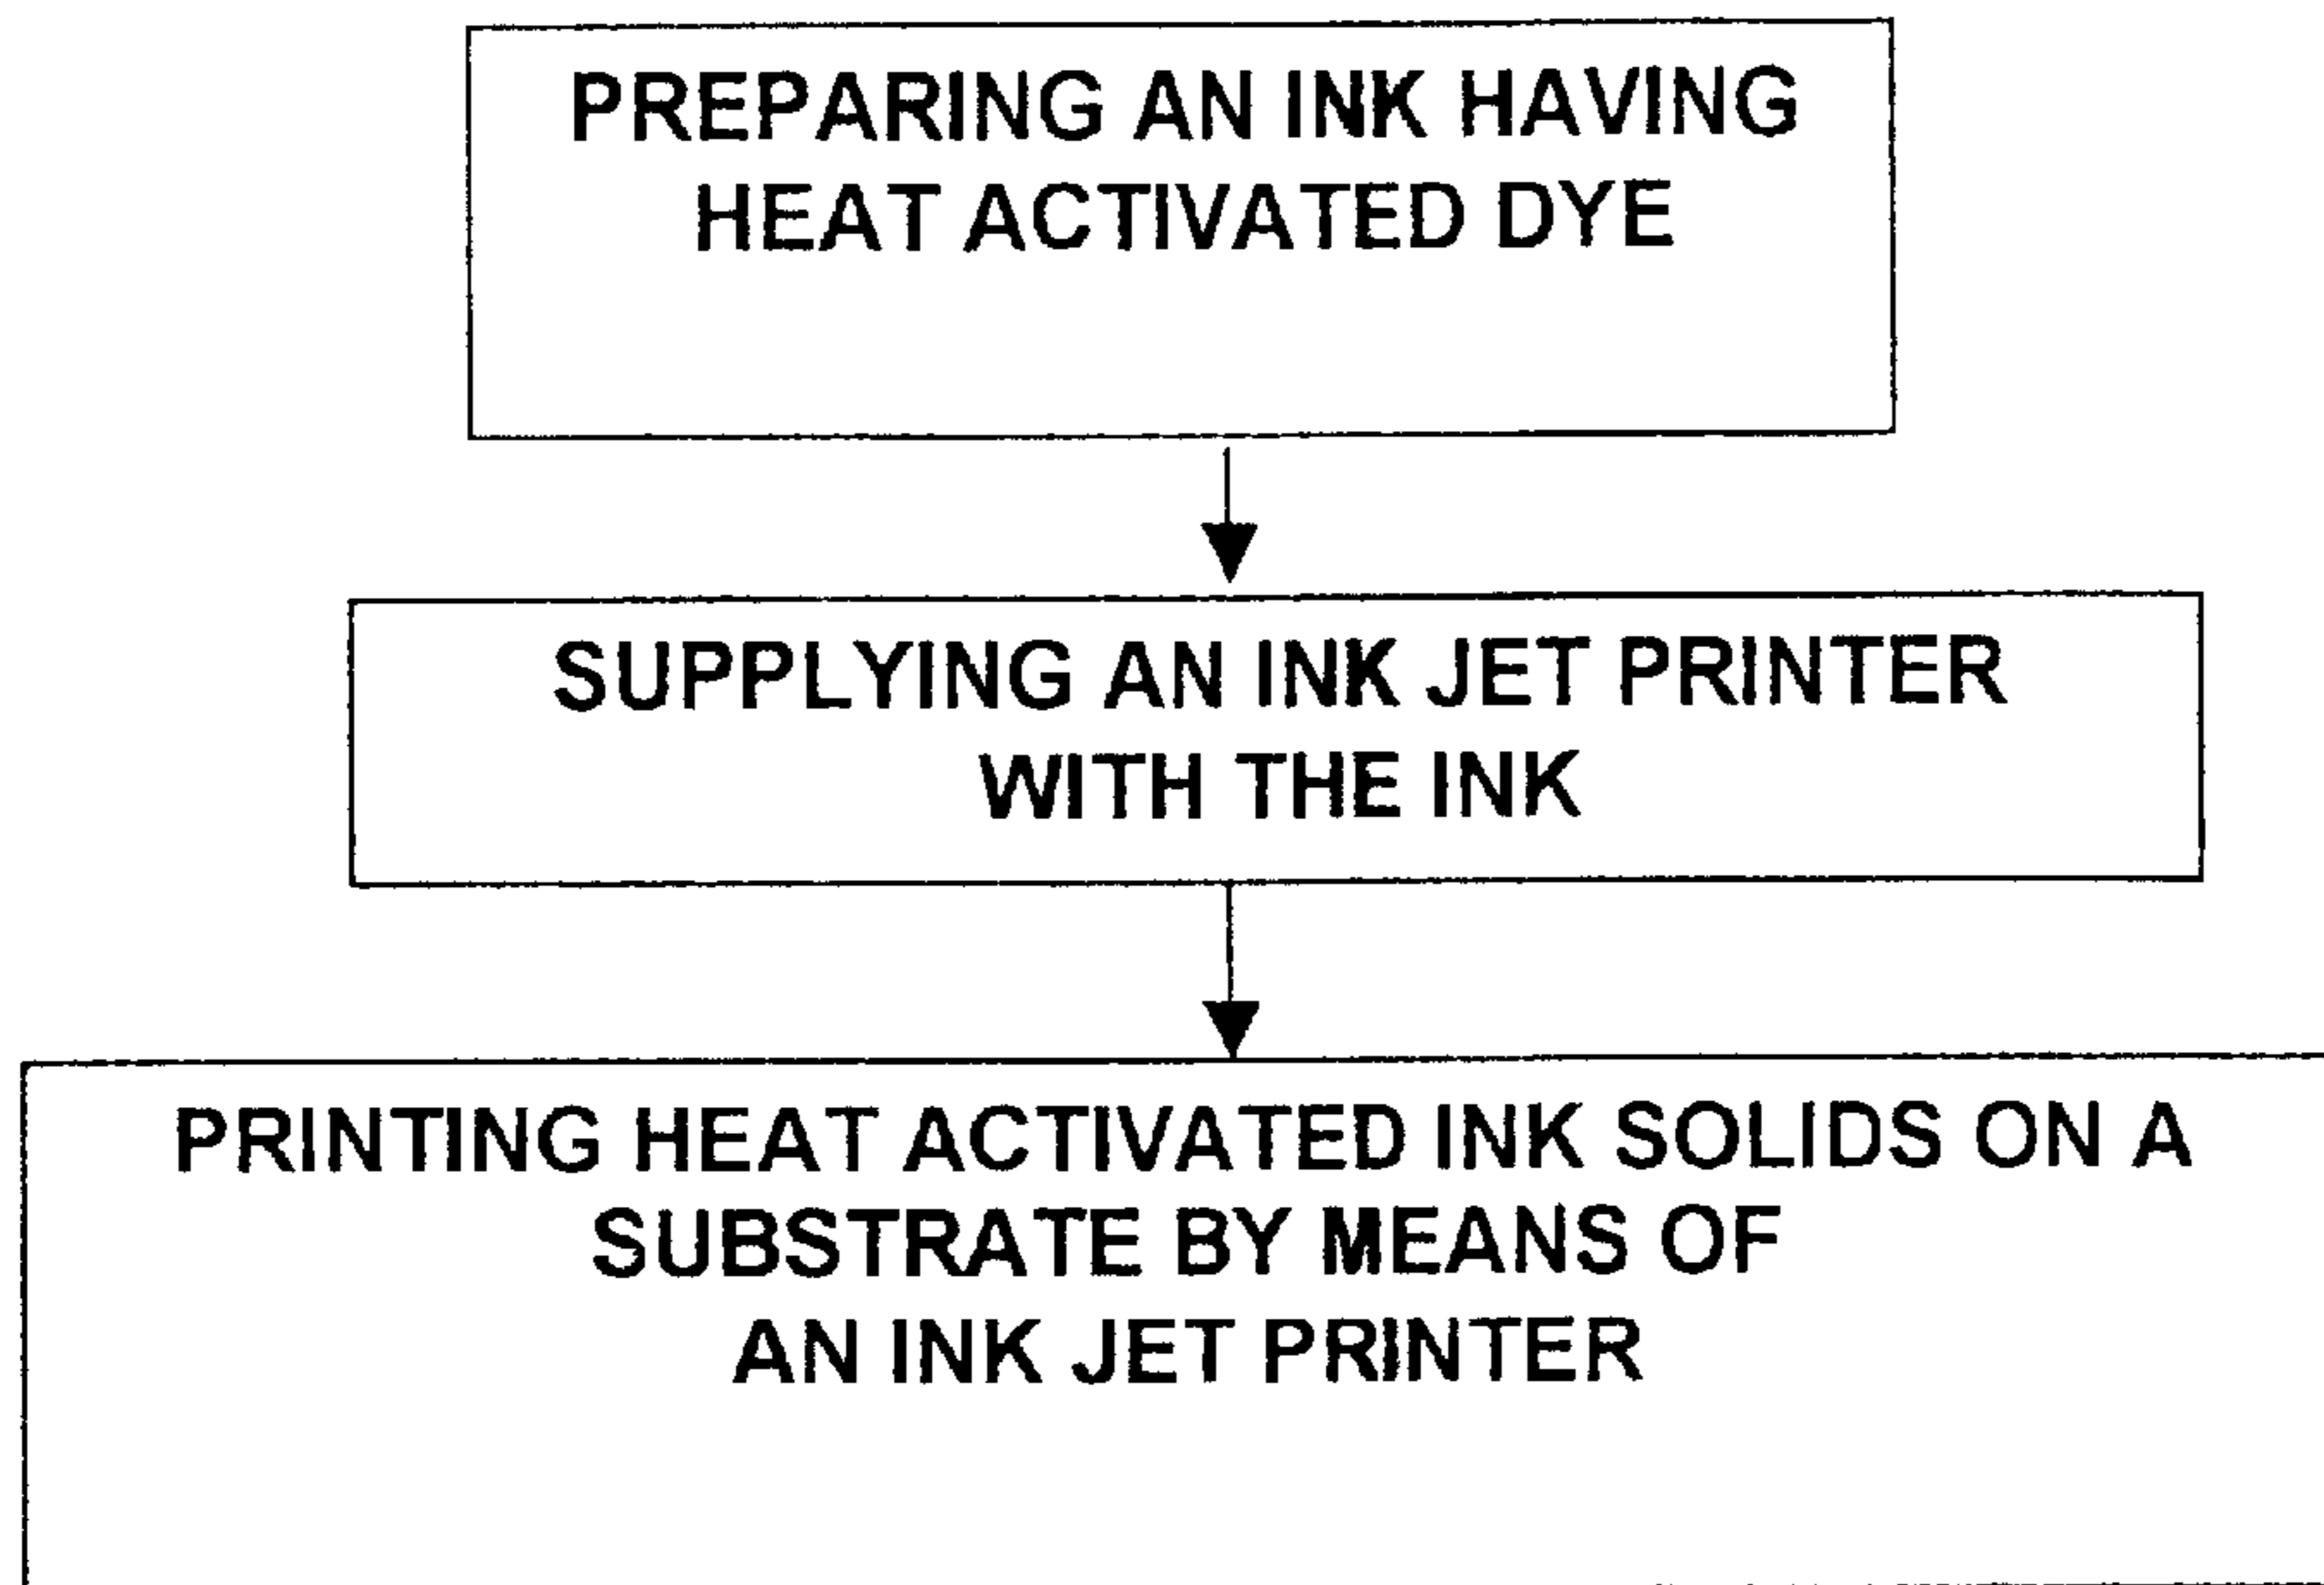 PREPARING AN INK HAVING
HEAT ACTIVATED DYE
SUPPLYING AN INK JET PRINTER
WITH THE INK
PRINTING HEAT ACTIVATED INK SOLIDS ON A
SUBSTRATE BY MEANS OF
AN INK JET PRINTER